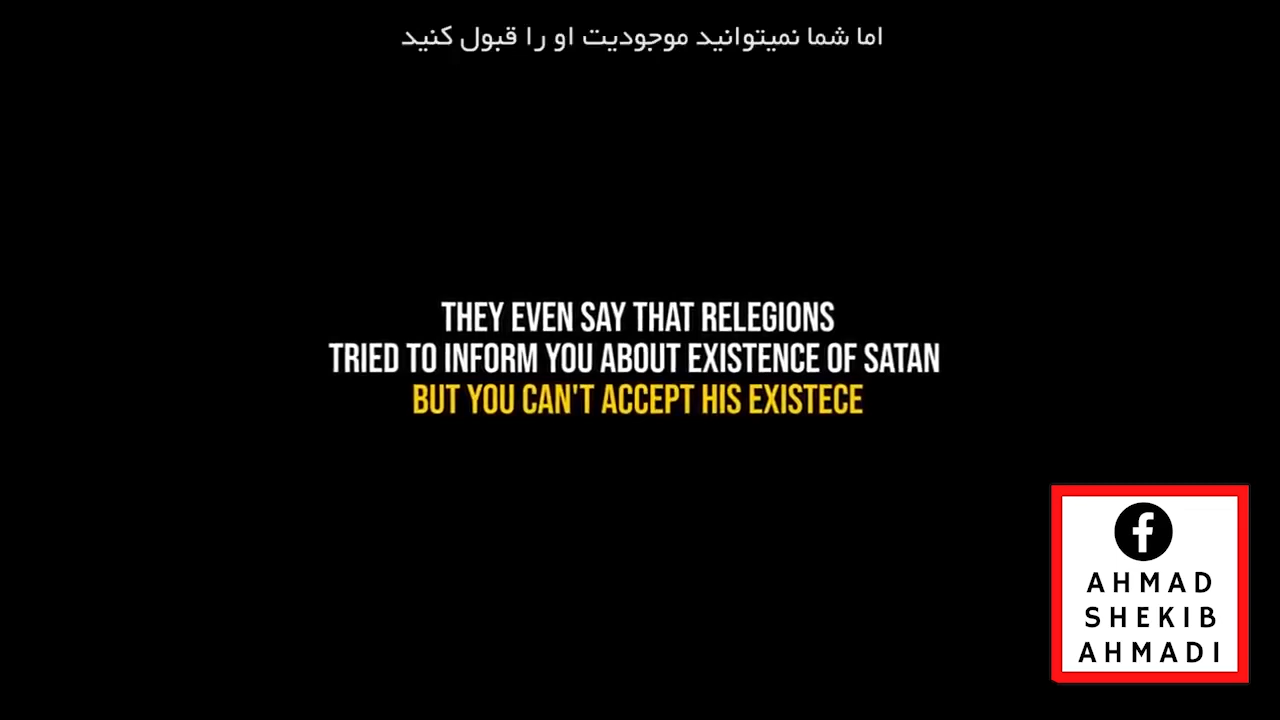 اما شما نمیتوانید موجودیت او را قبول کنید
THEY EVEN SAY THAT RELEGIONS
TRIED TO INFORM YOU ABOUT EXISTENCE OF SATAN
BUT YOU CAN'T ACCEPT HIS EXISTECE
f
AHMAD
SHEKIB
AHMADI